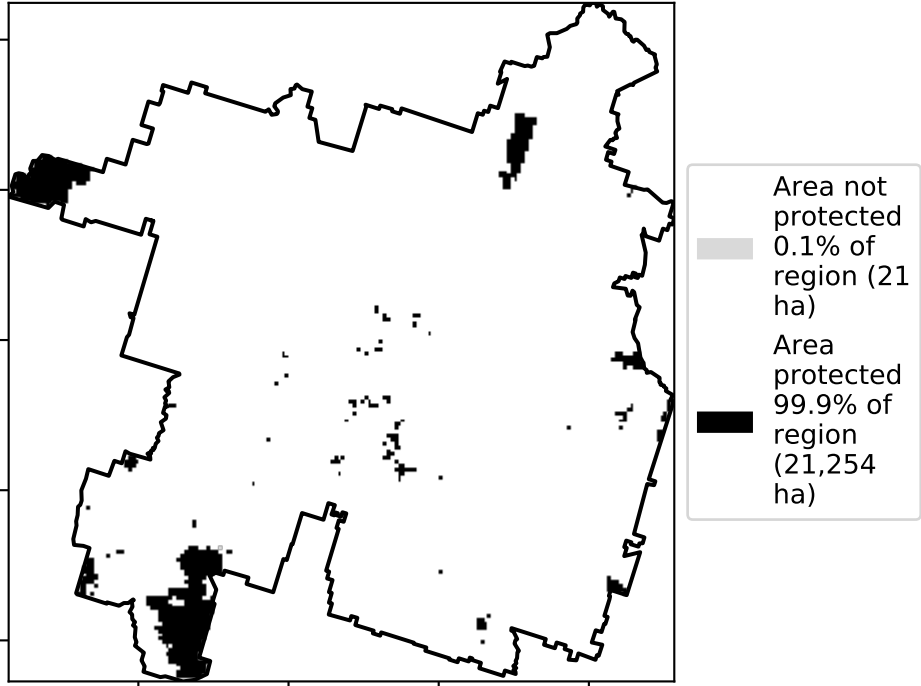 Area not
protected
0.1% of
region (21
ha)
Area
protected
99.9% of
region
(21,254
ha)